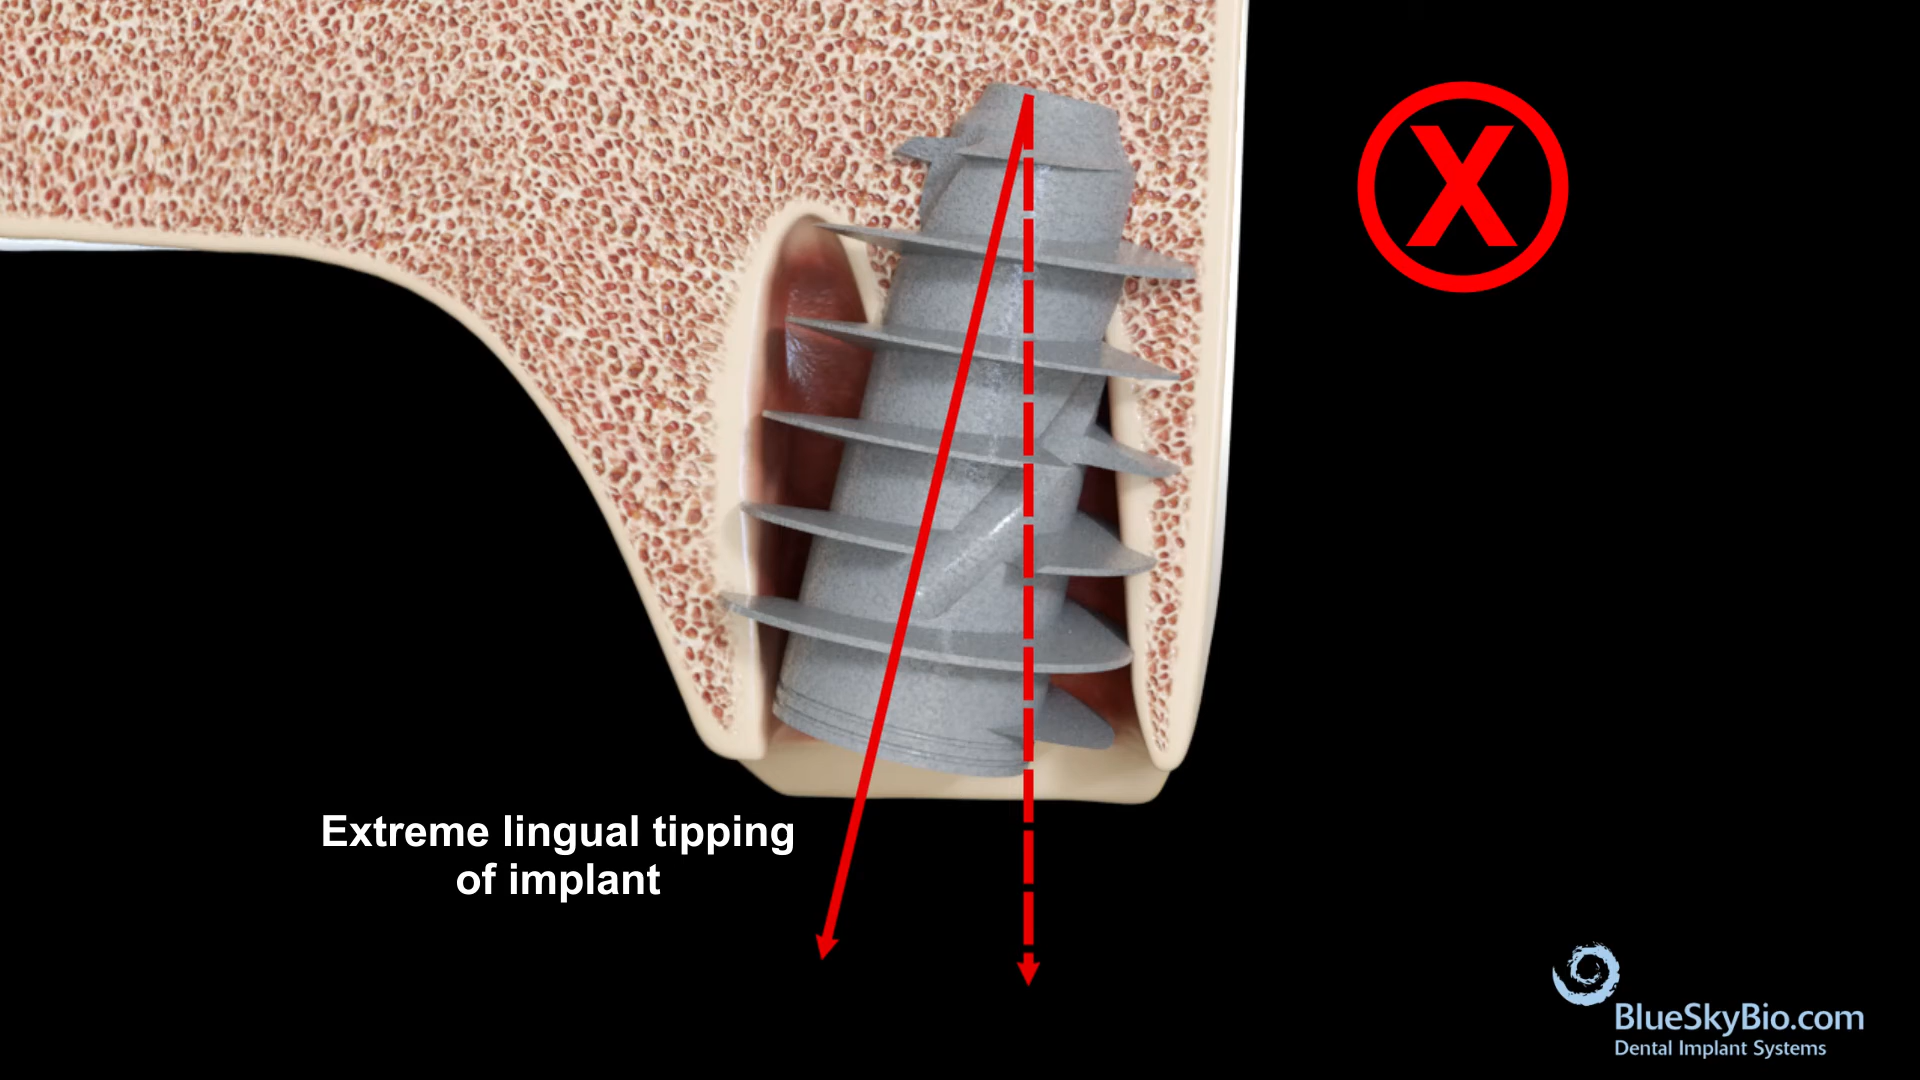 X
Extreme lingual tipping
of implant
BlueSkyBio.com
Dental Implant Systems